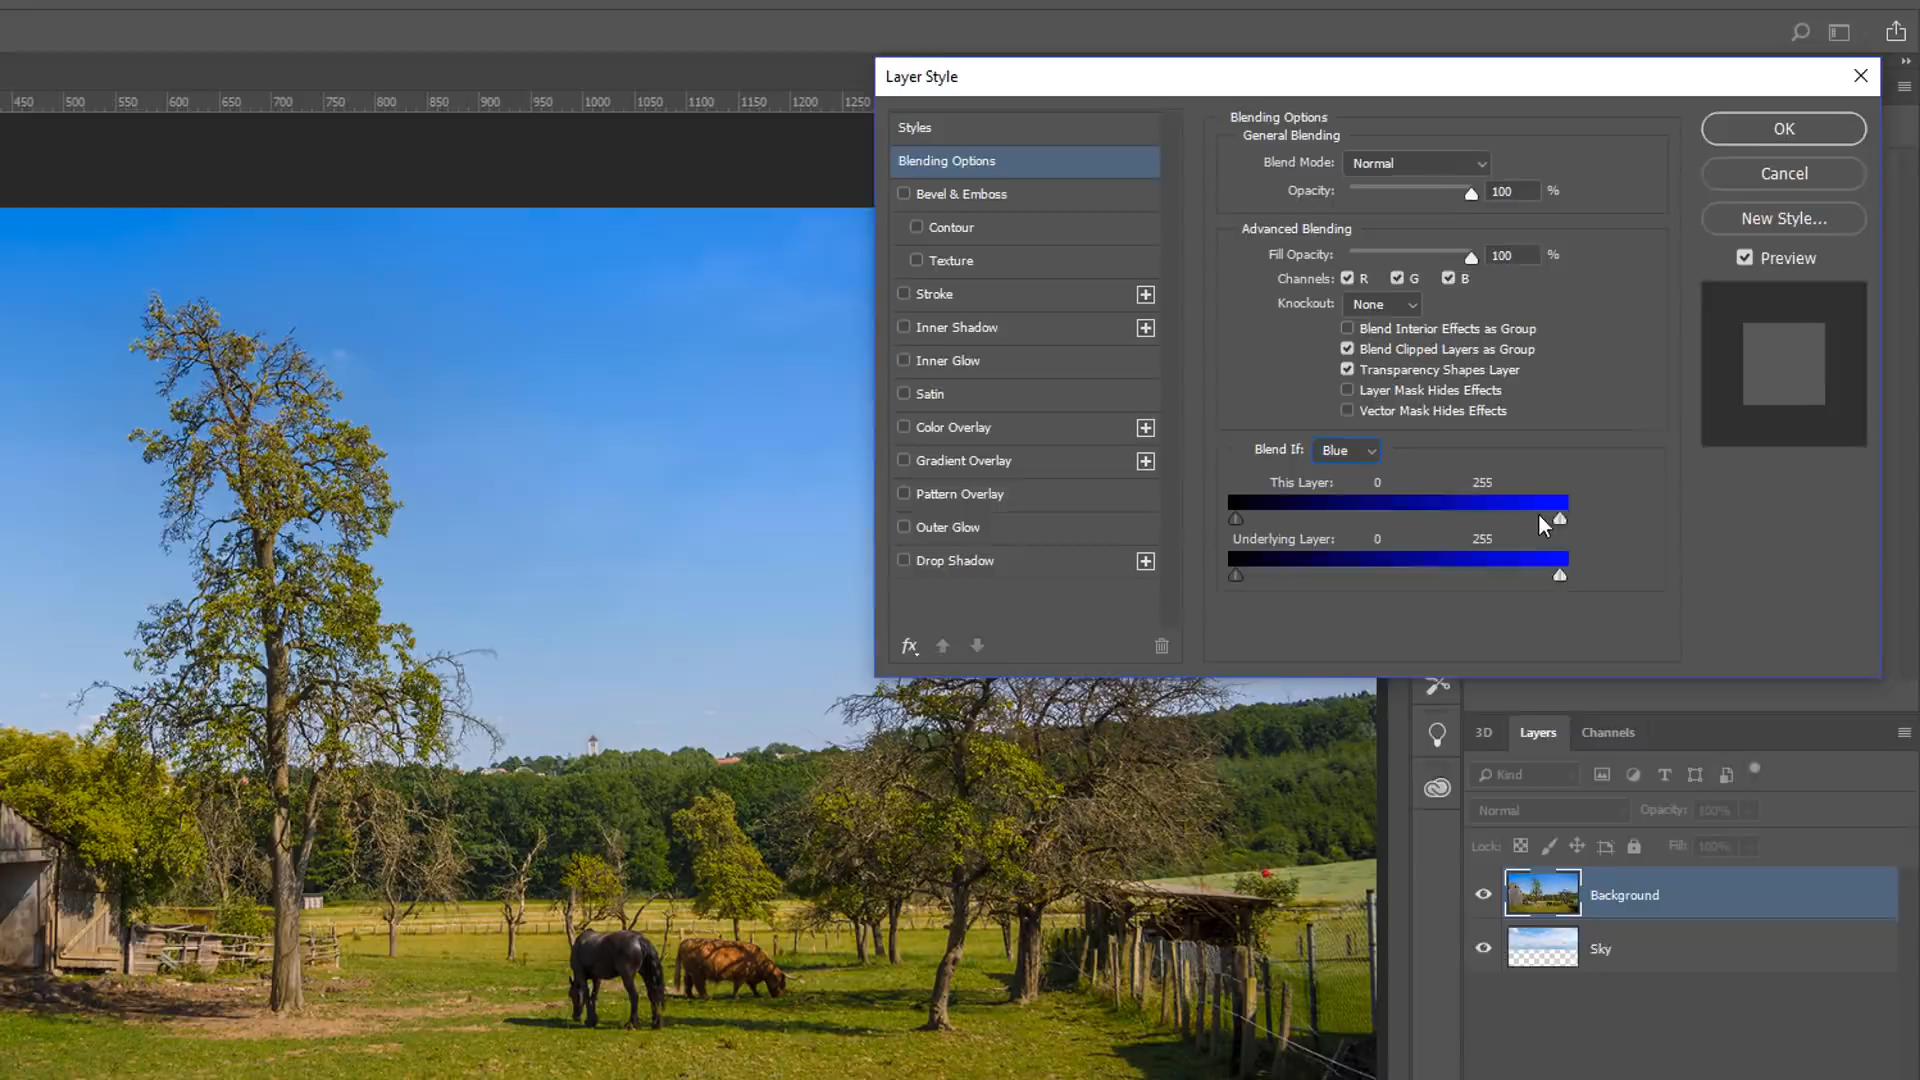 Layer Style
450 500 550 600 650 700 750 800 850 900 950 1000 1050 1100 1150 1200 1250
Styles
Blending Options
Bevel & Emboss
Contour
Texture
Stroke
Inner Shadow
Inner Glow
Satin
Color Overlay
Gradient Overlay
Pattern Overlay
Outer Glow
Drop Shadow
fx
Blending Options
General Blending
Blend Mode: Normal
Opacity: 100 %
Advanced Blending
Fill Opacity: 100 %
Channels: R G B
Knockout: None
Blend Interior Effects as Group
Blend Clipped Layers as Group
Transparency Shapes Layer
Layer Mask Hides Effects
Vector Mask Hides Effects
Blend If: Blue
This Layer: 0 255
Underlying Layer: 0 255
OK
Cancel
New Style...
Preview
3D Layers Channels
Kind
Normal Opacity: 100%
Lock: Fill: 100%
Background
Sky